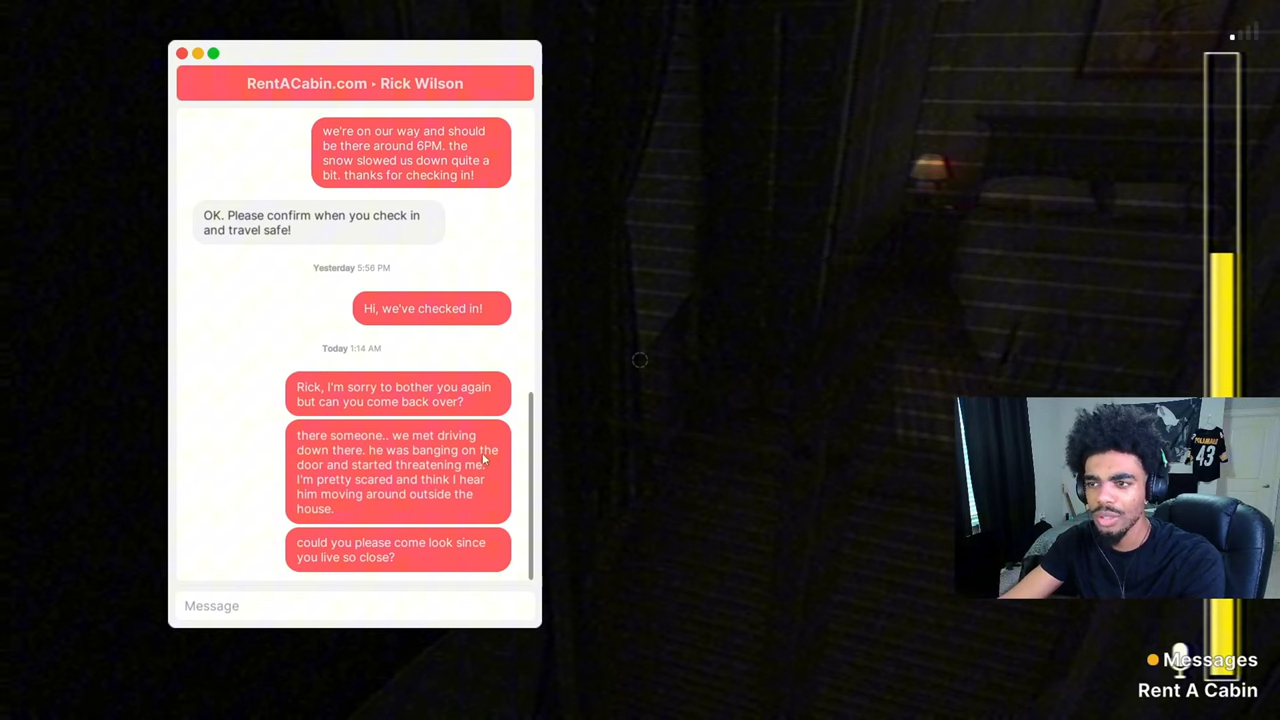 RentACabin.com ‣ Rick Wilson
we're on our way and should
be there around 6PM. the
snow slowed us down quite a
bit. thanks for checking in!
OK. Please confirm when you check in
and travel safe!
Yesterday 5:56 PM
Hi, we've checked in!
Today 1:14 AM
Rick, I'm sorry to bother you again
but can you come back over?
there someone.. we met driving
down there. he was banging on the
door and started threatening me.
I'm pretty scared and think I hear
him moving around outside the
house.
could you please come look since
you live so close?
Message
POLAMALU
43
Messages
Rent A Cabin